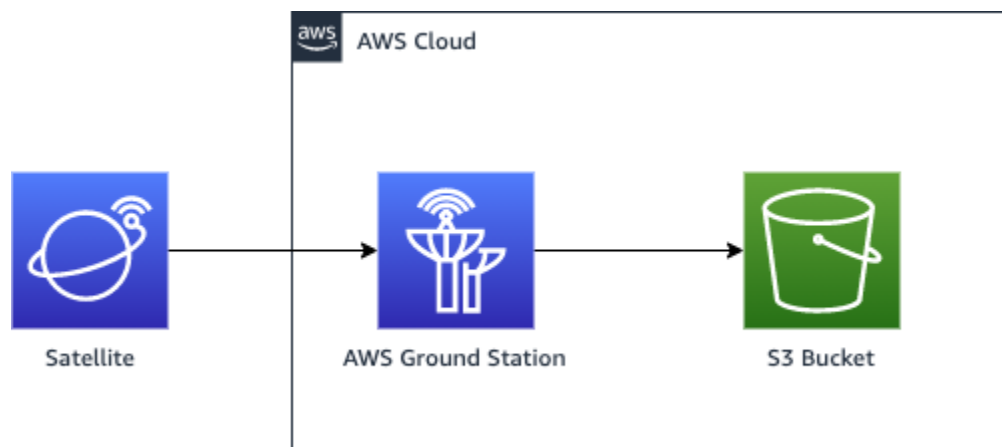 aws
AWS Cloud
Satellite
AWS Ground Station
S3 Bucket